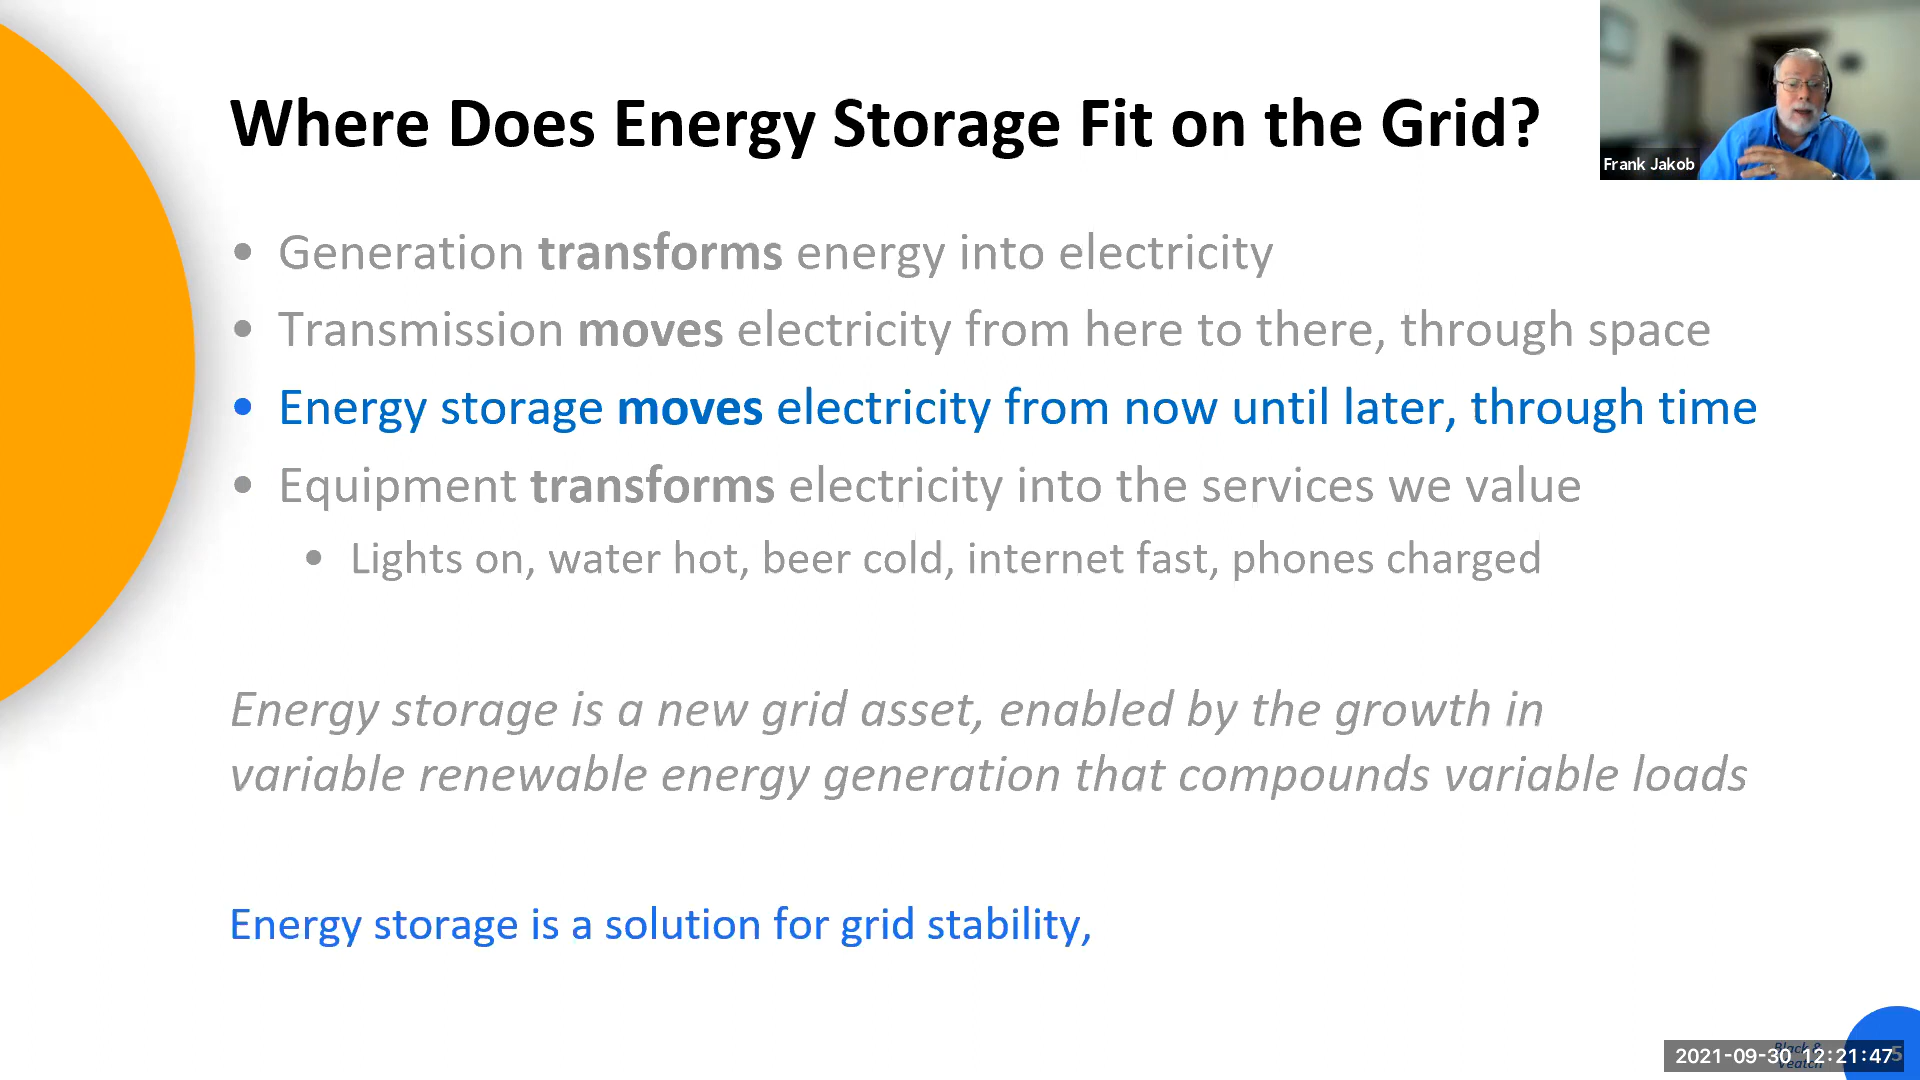 Where Does Energy Storage Fit on the Grid?
Frank Jakob
• Generation transforms energy into electricity
• Transmission moves electricity from here to there, through space
• Energy storage moves electricity from now until later, through time
• Equipment transforms electricity into the services we value
• Lights on, water hot, beer cold, internet fast, phones charged
Energy storage is a new grid asset, enabled by the growth in
variable renewable energy generation that compounds variable loads
Energy storage is a solution for grid stability,
Black &
Veatch
2021-09-30 12:21:47
5